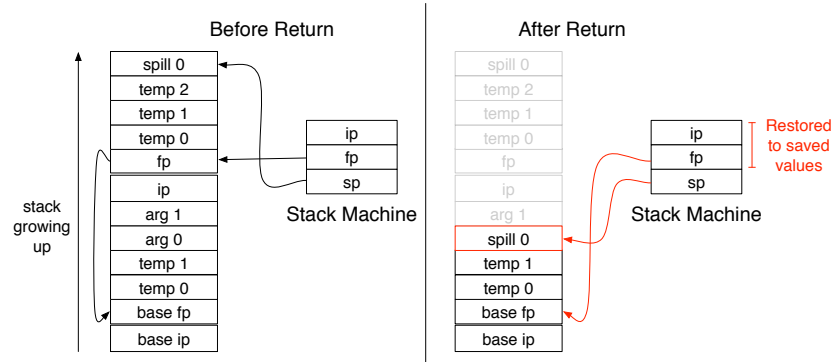 Before Return
After Return
stack
growing
up
spill 0
temp 2
temp 1
temp 0
fp
ip
arg 1
arg 0
temp 1
temp 0
base fp
base ip
ip
fp
sp
Stack Machine
spill 0
temp 2
temp 1
temp 0
fp
ip
arg 1
spill 0
temp 1
temp 0
base fp
base ip
ip
fp
sp
Stack Machine
Restored
to saved
values